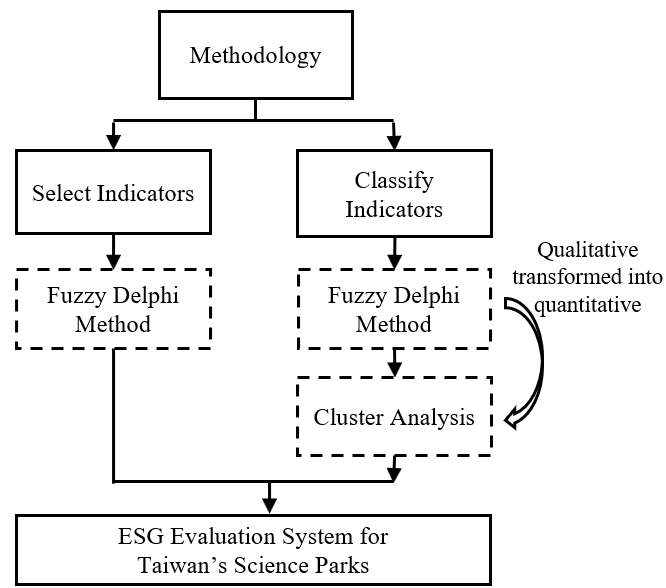 Methodology
Select Indicators
Classify
Indicators
Fuzzy Delphi
Method
Fuzzy Delphi
Method
Qualitative
transformed into
quantitative
Cluster Analysis
ESG Evaluation System for
Taiwan’s Science Parks